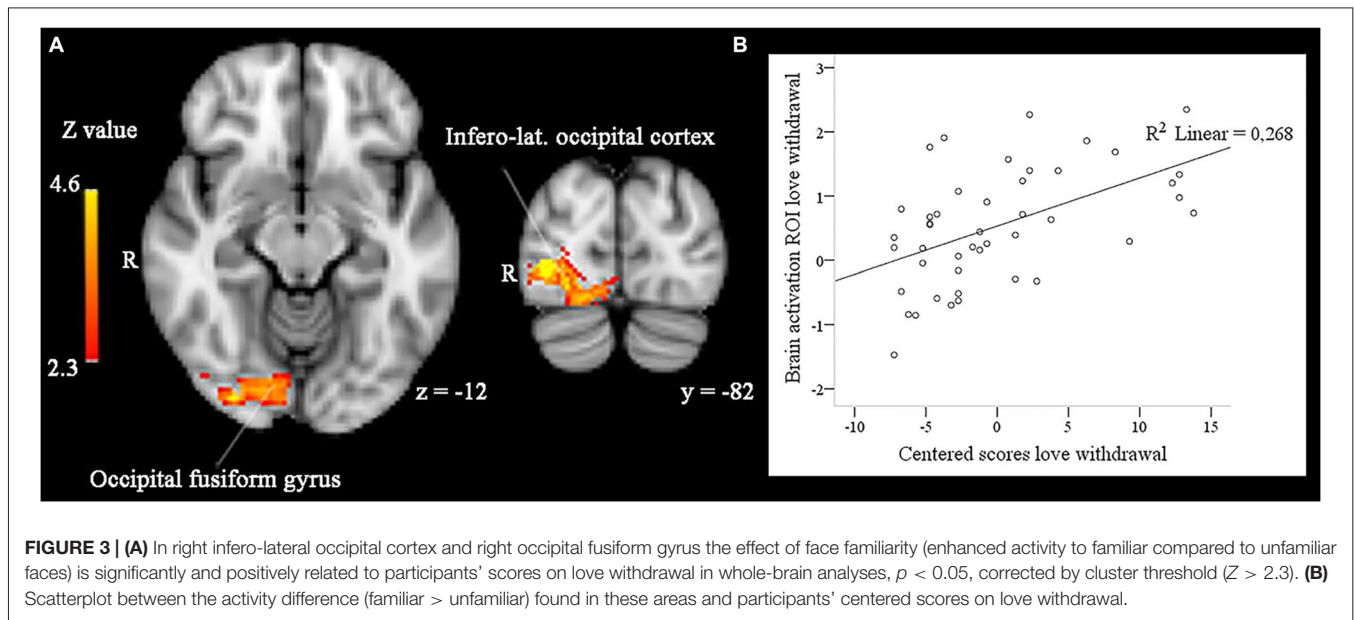 A
Z value
4.6
2.3
R
Occipital fusiform gyrus
z = -12
Infero-lat. occipital cortex
R
y = -82
B
Brain activation ROI love withdrawal
3
2
1
0
-1
-2
R² Linear = 0,268
-10 -5 0 5 10 15
Centered scores love withdrawal
FIGURE 3 | (A) In right infero-lateral occipital cortex and right occipital fusiform gyrus the effect of face familiarity (enhanced activity to familiar compared to unfamiliar
faces) is significantly and positively related to participants' scores on love withdrawal in whole-brain analyses, p < 0.05, corrected by cluster threshold (Z > 2.3). (B)
Scatterplot between the activity difference (familiar > unfamiliar) found in these areas and participants' centered scores on love withdrawal.